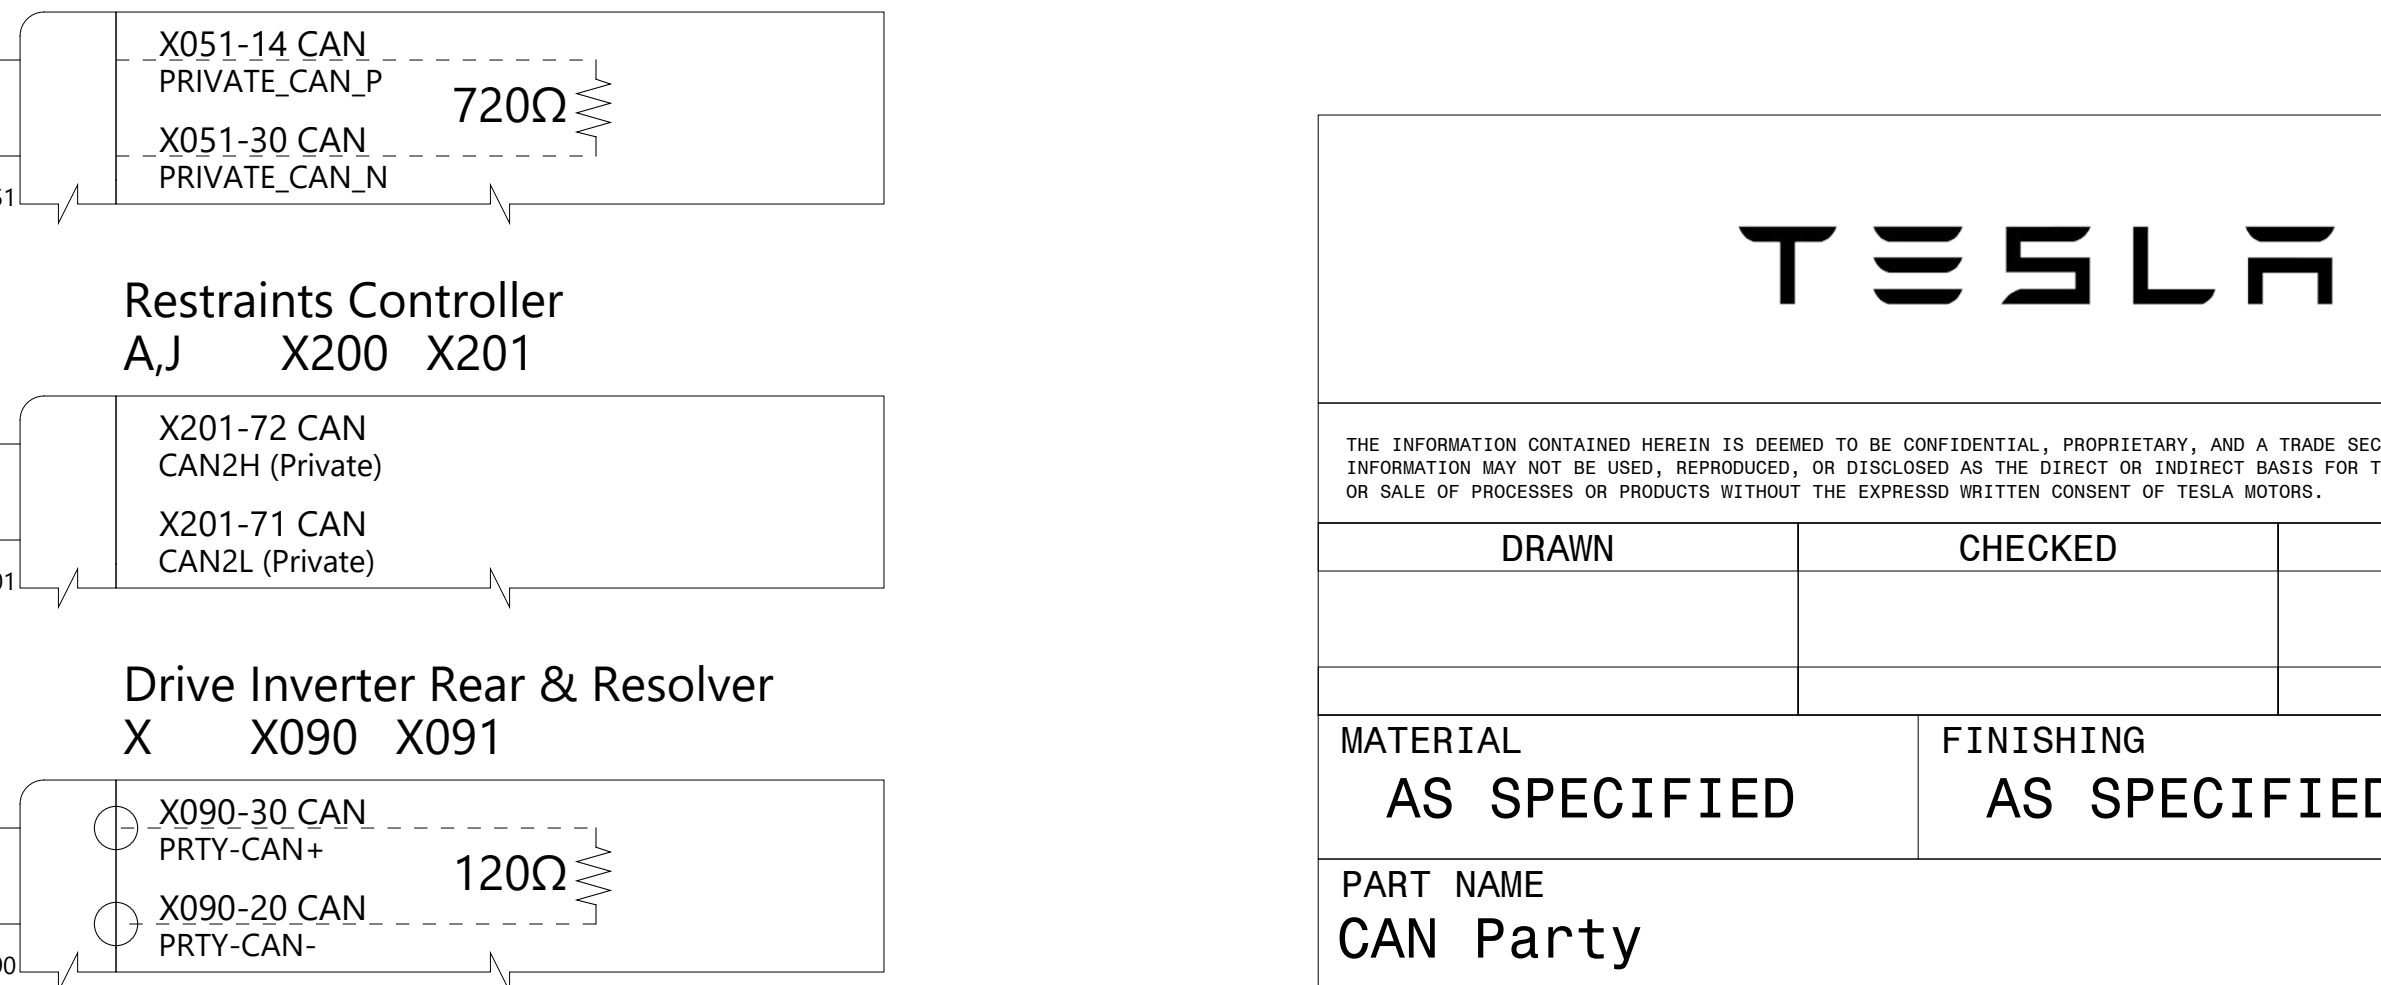 X051-14 CAN
PRIVATE_CAN_P
720Ω
X051-30 CAN
PRIVATE_CAN_N
Restraints Controller
A,J X200 X201
X201-72 CAN
CAN2H (Private)
X201-71 CAN
CAN2L (Private)
Drive Inverter Rear & Resolver
X X090 X091
X090-30 CAN
PRTY-CAN+
120Ω
X090-20 CAN
PRTY-CAN-
TESLA
THE INFORMATION CONTAINED HEREIN IS DEEMED TO BE CONFIDENTIAL, PROPRIETARY, AND A TRADE SEC
INFORMATION MAY NOT BE USED, REPRODUCED, OR DISCLOSED AS THE DIRECT OR INDIRECT BASIS FOR T
OR SALE OF PROCESSES OR PRODUCTS WITHOUT THE EXPRESSD WRITTEN CONSENT OF TESLA MOTORS.
DRAWN CHECKED
MATERIAL FINISHING
AS SPECIFIED AS SPECIFIED
PART NAME
CAN Party